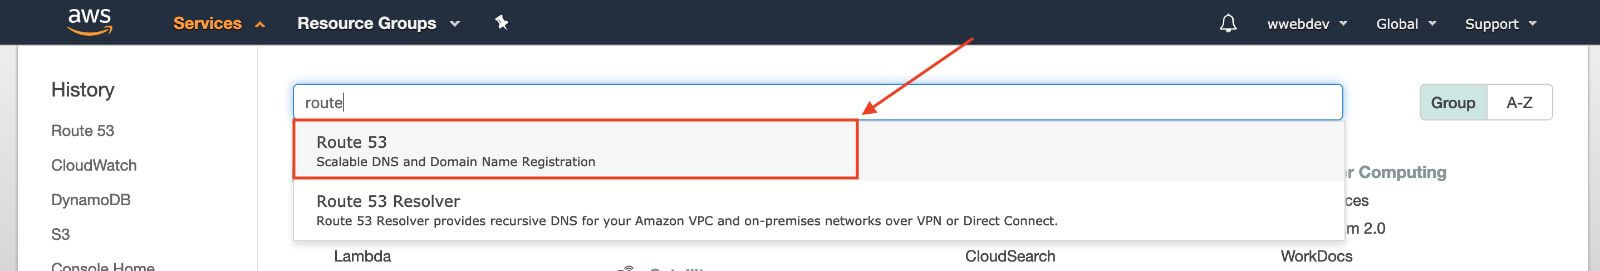 aws
Services
Resource Groups
wwebdev
Global
Support
History
Route 53
CloudWatch
DynamoDB
S3
Console Home
route
Group
A-Z
Route 53
Scalable DNS and Domain Name Registration
Route 53 Resolver
Route 53 Resolver provides recursive DNS for your Amazon VPC and on-premises networks over VPN or Direct Connect.
Computing
m 2.0
Lambda
CloudSearch
WorkDocs